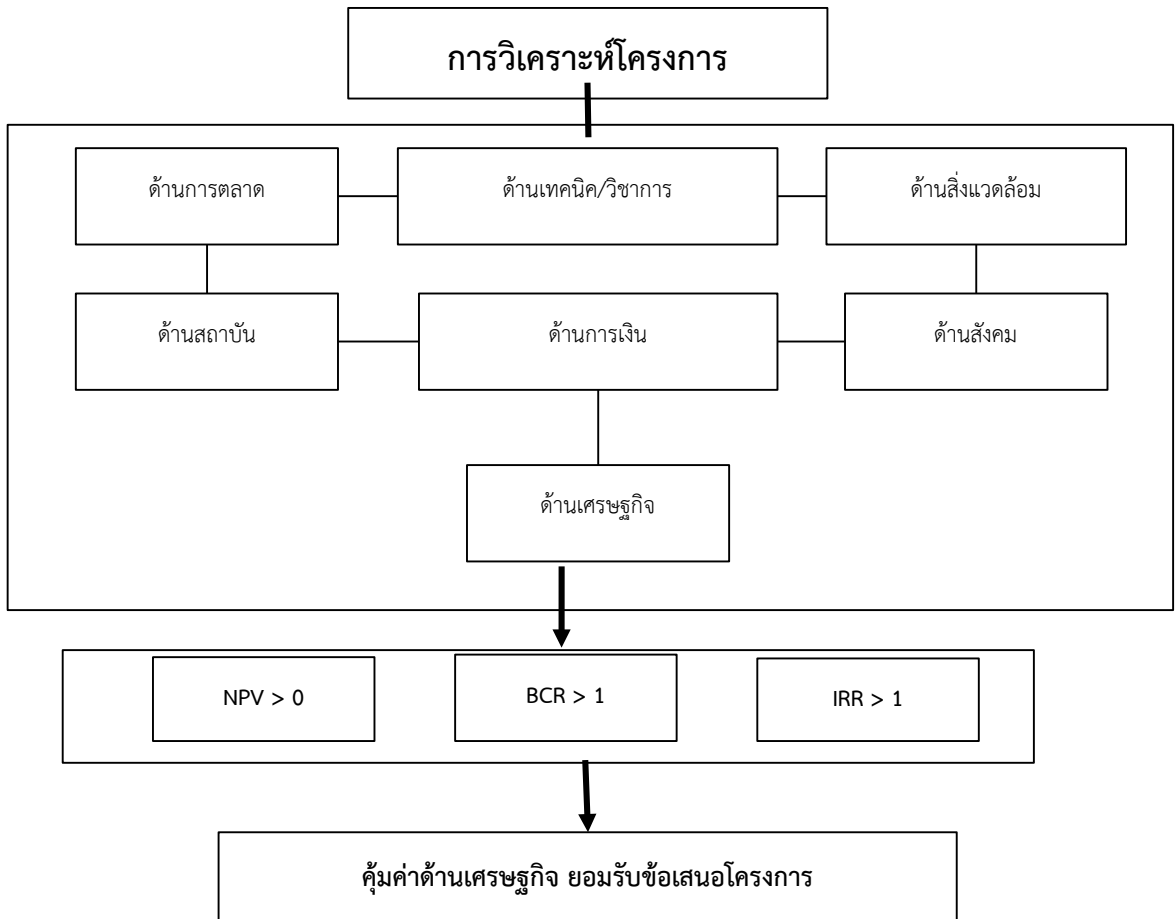 การวิเคราะห์โครงการ
ด้านการตลาด
ด้านเทคนิค/วิชาการ
ด้านสิ่งแวดล้อม
ด้านสถาบัน
ด้านการเงิน
ด้านสังคม
ด้านเศรษฐกิจ
NPV > 0
BCR > 1
IRR > 1
คุ้มค่าด้านเศรษฐกิจ ยอมรับข้อเสนอโครงการ